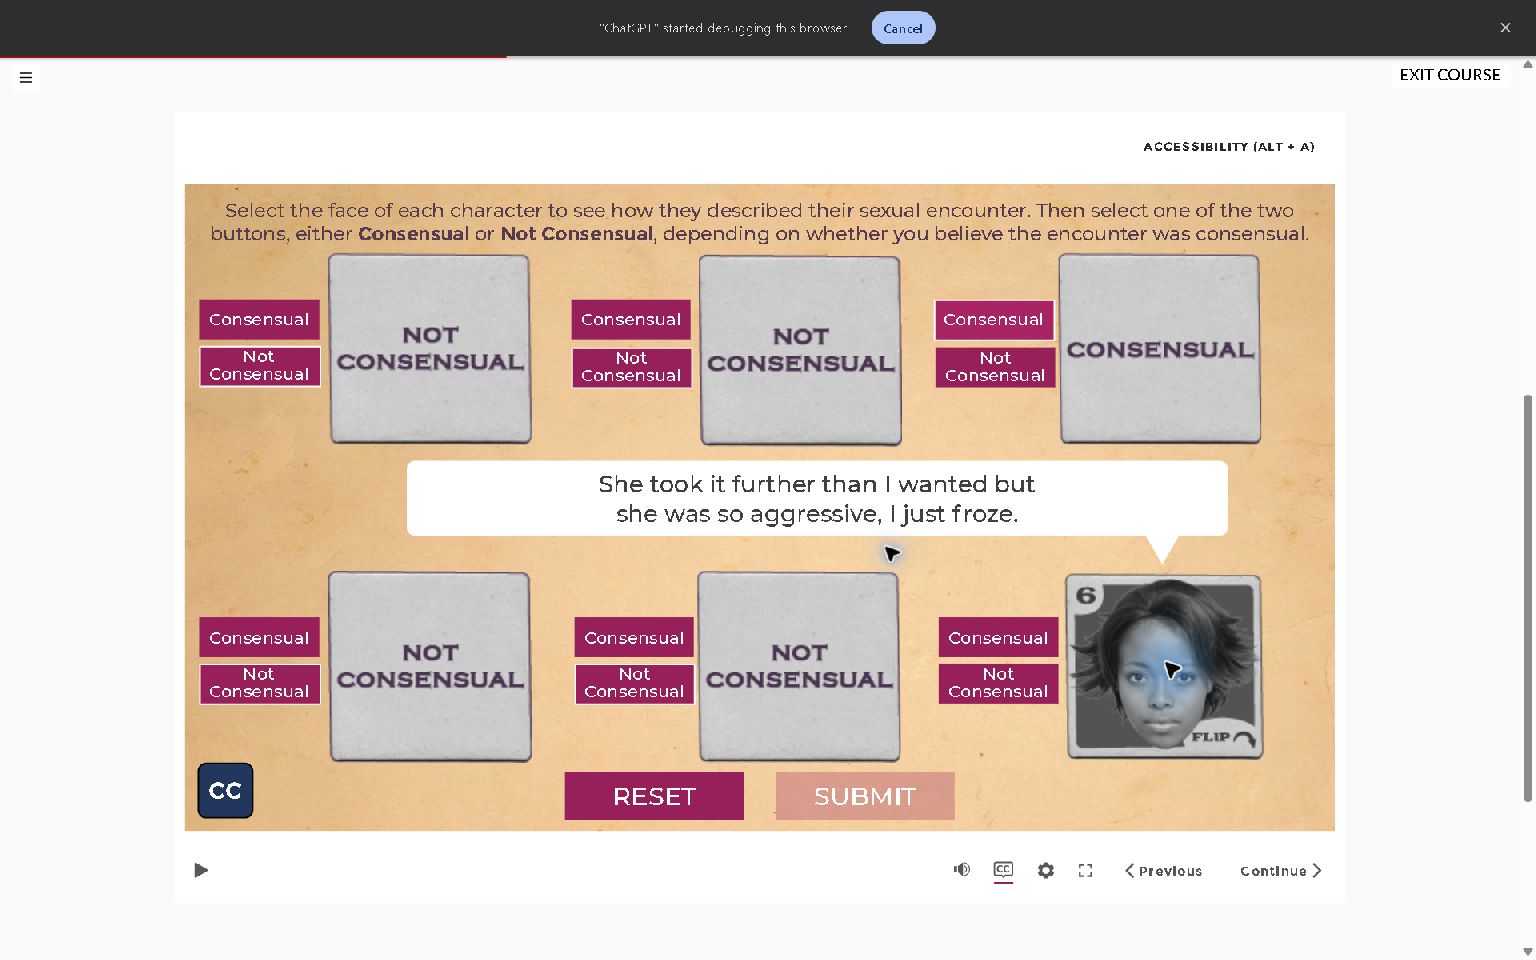 "ChatGPT" started debugging this browser
Cancel
EXIT COURSE
ACCESSIBILITY (ALT + A)
Select the face of each character to see how they described their sexual encounter. Then select one of the two
buttons, either Consensual or Not Consensual, depending on whether you believe the encounter was consensual.
Consensual
Not
Consensual
NOT
CONSENSUAL
Consensual
Not
Consensual
NOT
CONSENSUAL
Consensual
Not
Consensual
CONSENSUAL
She took it further than I wanted but
she was so aggressive, I just froze.
Consensual
Not
Consensual
NOT
CONSENSUAL
Consensual
Not
Consensual
NOT
CONSENSUAL
Consensual
Not
Consensual
6
FLIP
CC
RESET
SUBMIT
CC
Previous
Continue